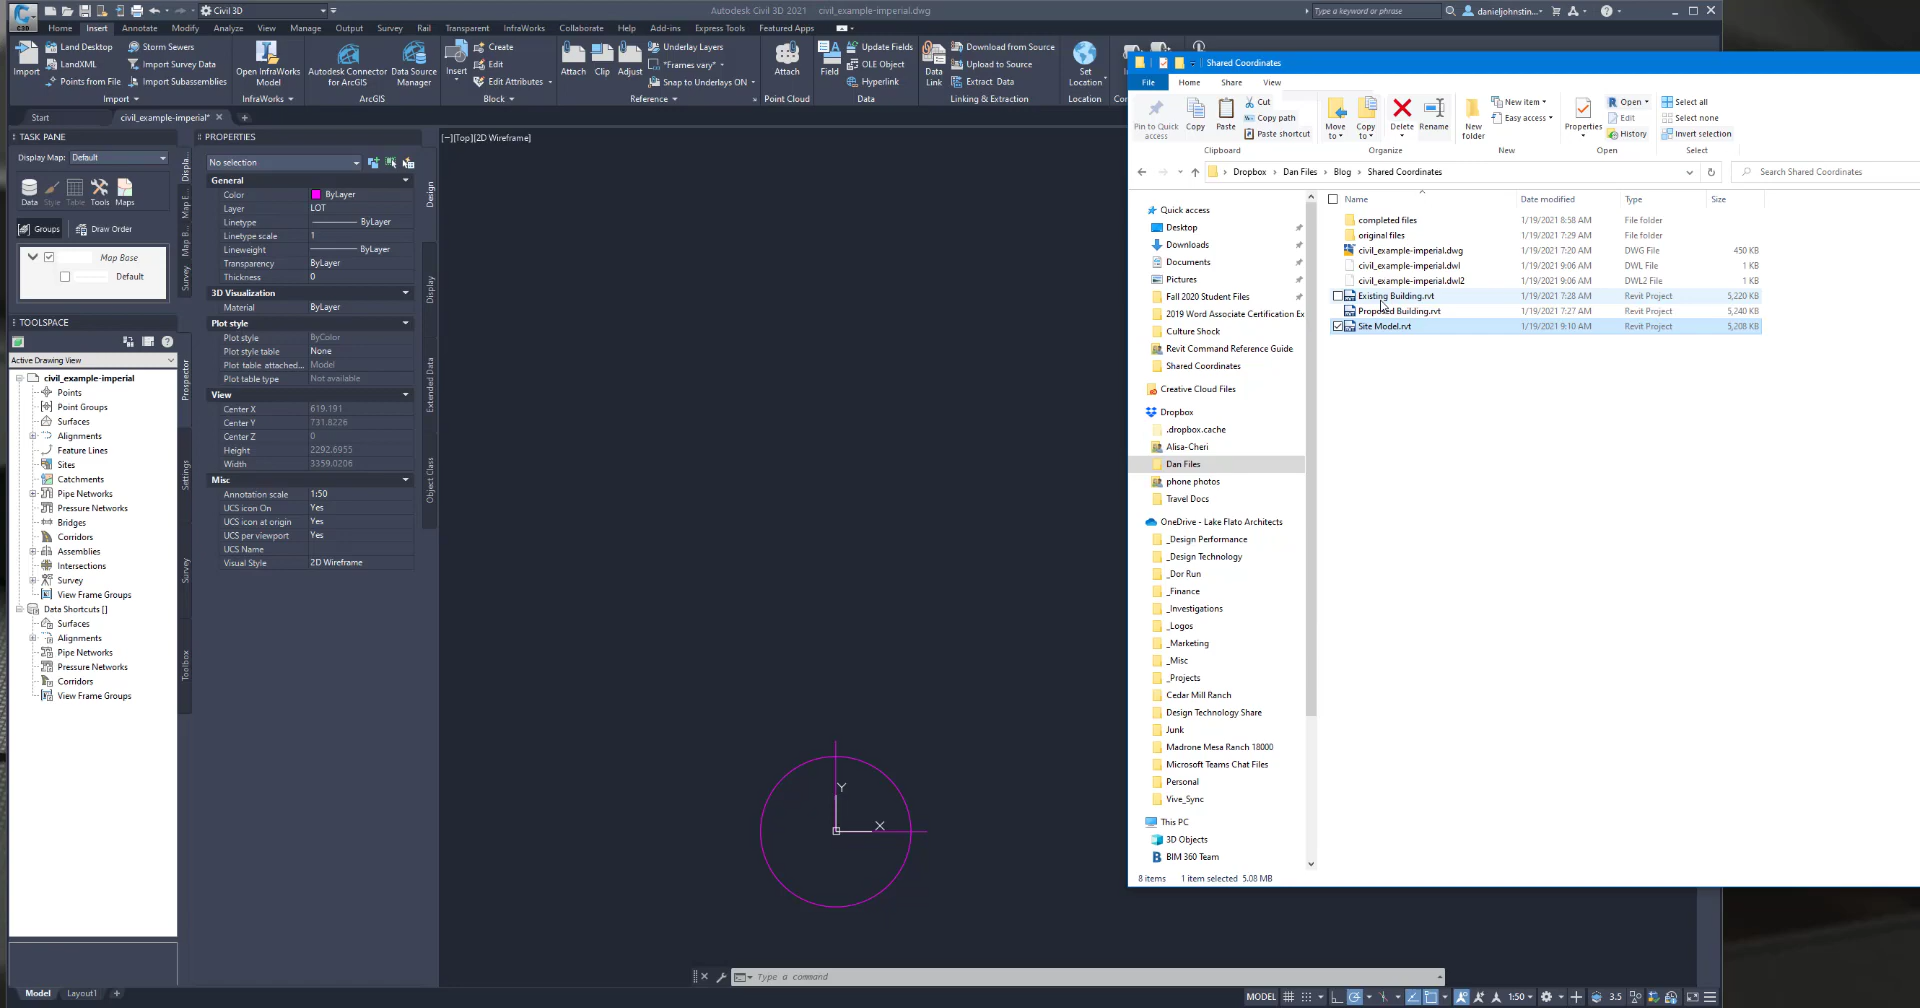 Civil 3D
Autodesk Civil 3D 2021 civil_example-imperial.dwg
Type a keyword or phrase
danieljohnstin...
C3D
Home Insert Annotate Modify Analyze View Manage Output Survey Rail Transparent InfraWorks Collaborate Add-ins Express Tools Featured Apps
Land Desktop
Storm Sewers
LandXML
Import Survey Data
Points from File
Import Subassemblies
Import
Import
Open InfraWorks
Model
InfraWorks
Autodesk Connector
for ArcGIS
Data Source
Manager
ArcGIS
Insert
Create
Edit
Edit Attributes
Block
Attach
Clip
Adjust
Underlay Layers
*Frames vary*
Snap to Underlays ON
Reference
Attach
Point Cloud
Field
Update Fields
OLE Object
Hyperlink
Data
Data
Link
Download from Source
Upload to Source
Extract Data
Linking & Extraction
Set
Location
Location
Start
civil_example-imperial*
TASK PANE
Display Map: Default
Data Style Table Tools Maps
Groups Draw Order
Map Base
Default
TOOLSPACE
Active Drawing View
civil_example-imperial
Points
Point Groups
Surfaces
Alignments
Feature Lines
Sites
Catchments
Pipe Networks
Pressure Networks
Bridges
Corridors
Assemblies
Intersections
Survey
View Frame Groups
Data Shortcuts []
Surfaces
Alignments
Pipe Networks
Pressure Networks
Corridors
View Frame Groups
Map B...
Survey
Prospector
Settings
Survey
Toolbox
PROPERTIES
No selection
General
Color ByLayer
Layer LOT
Linetype ByLayer
Linetype scale 1
Lineweight ByLayer
Transparency ByLayer
Thickness 0
3D Visualization
Material ByLayer
Plot style
Plot style ByColor
Plot style table None
Plot table attached... Model
Plot table type Not available
View
Center X 619.191
Center Y 731.8226
Center Z 0
Height 2292.6955
Width 3359.0206
Misc
Annotation scale 1:50
UCS icon On Yes
UCS icon at origin Yes
UCS per viewport Yes
UCS Name
Visual Style 2D Wireframe
Design
Display
Extended Data
Object Class
[−][Top][2D Wireframe]
Y
X
Type a command
Model Layout1
MODEL
1:50
3.5
Shared Coordinates
File Home Share View
Pin to Quick
access
Copy
Paste
Cut
Copy path
Paste shortcut
Clipboard
Move
to
Copy
to
Delete
Rename
Organize
New
folder
New item
Easy access
New
Properties
Open
Edit
History
Open
Select all
Select none
Invert selection
Select
Dropbox Dan Files Blog Shared Coordinates
Search Shared Coordinates
Quick access
Desktop
Downloads
Documents
Pictures
Fall 2020 Student Files
2019 Word Associate Certification Ex
Culture Shock
Revit Command Reference Guide
Shared Coordinates
Creative Cloud Files
Dropbox
.dropbox.cache
Alisa-Cheri
Dan Files
phone photos
Travel Docs
OneDrive - Lake Flato Architects
_Design Performance
_Design Technology
_Dor Run
_Finance
_Investigations
_Logos
_Marketing
_Misc
_Projects
Cedar Mill Ranch
Design Technology Share
Junk
Madrone Mesa Ranch 18000
Microsoft Teams Chat Files
Personal
Vive_Sync
This PC
3D Objects
BIM 360 Team
Name Date modified Type Size
completed files 1/19/2021 8:58 AM File folder
original files 1/19/2021 7:29 AM File folder
civil_example-imperial.dwg 1/19/2021 7:20 AM DWG File 450 KB
civil_example-imperial.dwl 1/19/2021 9:06 AM DWL File 1 KB
civil_example-imperial.dwl2 1/19/2021 9:06 AM DWL2 File 1 KB
Existing Building.rvt 1/19/2021 7:28 AM Revit Project 5,220 KB
Proposed Building.rvt 1/19/2021 7:27 AM Revit Project 5,240 KB
Site Model.rvt 1/19/2021 9:10 AM Revit Project 5,208 KB
8 items 1 item selected 5.08 MB